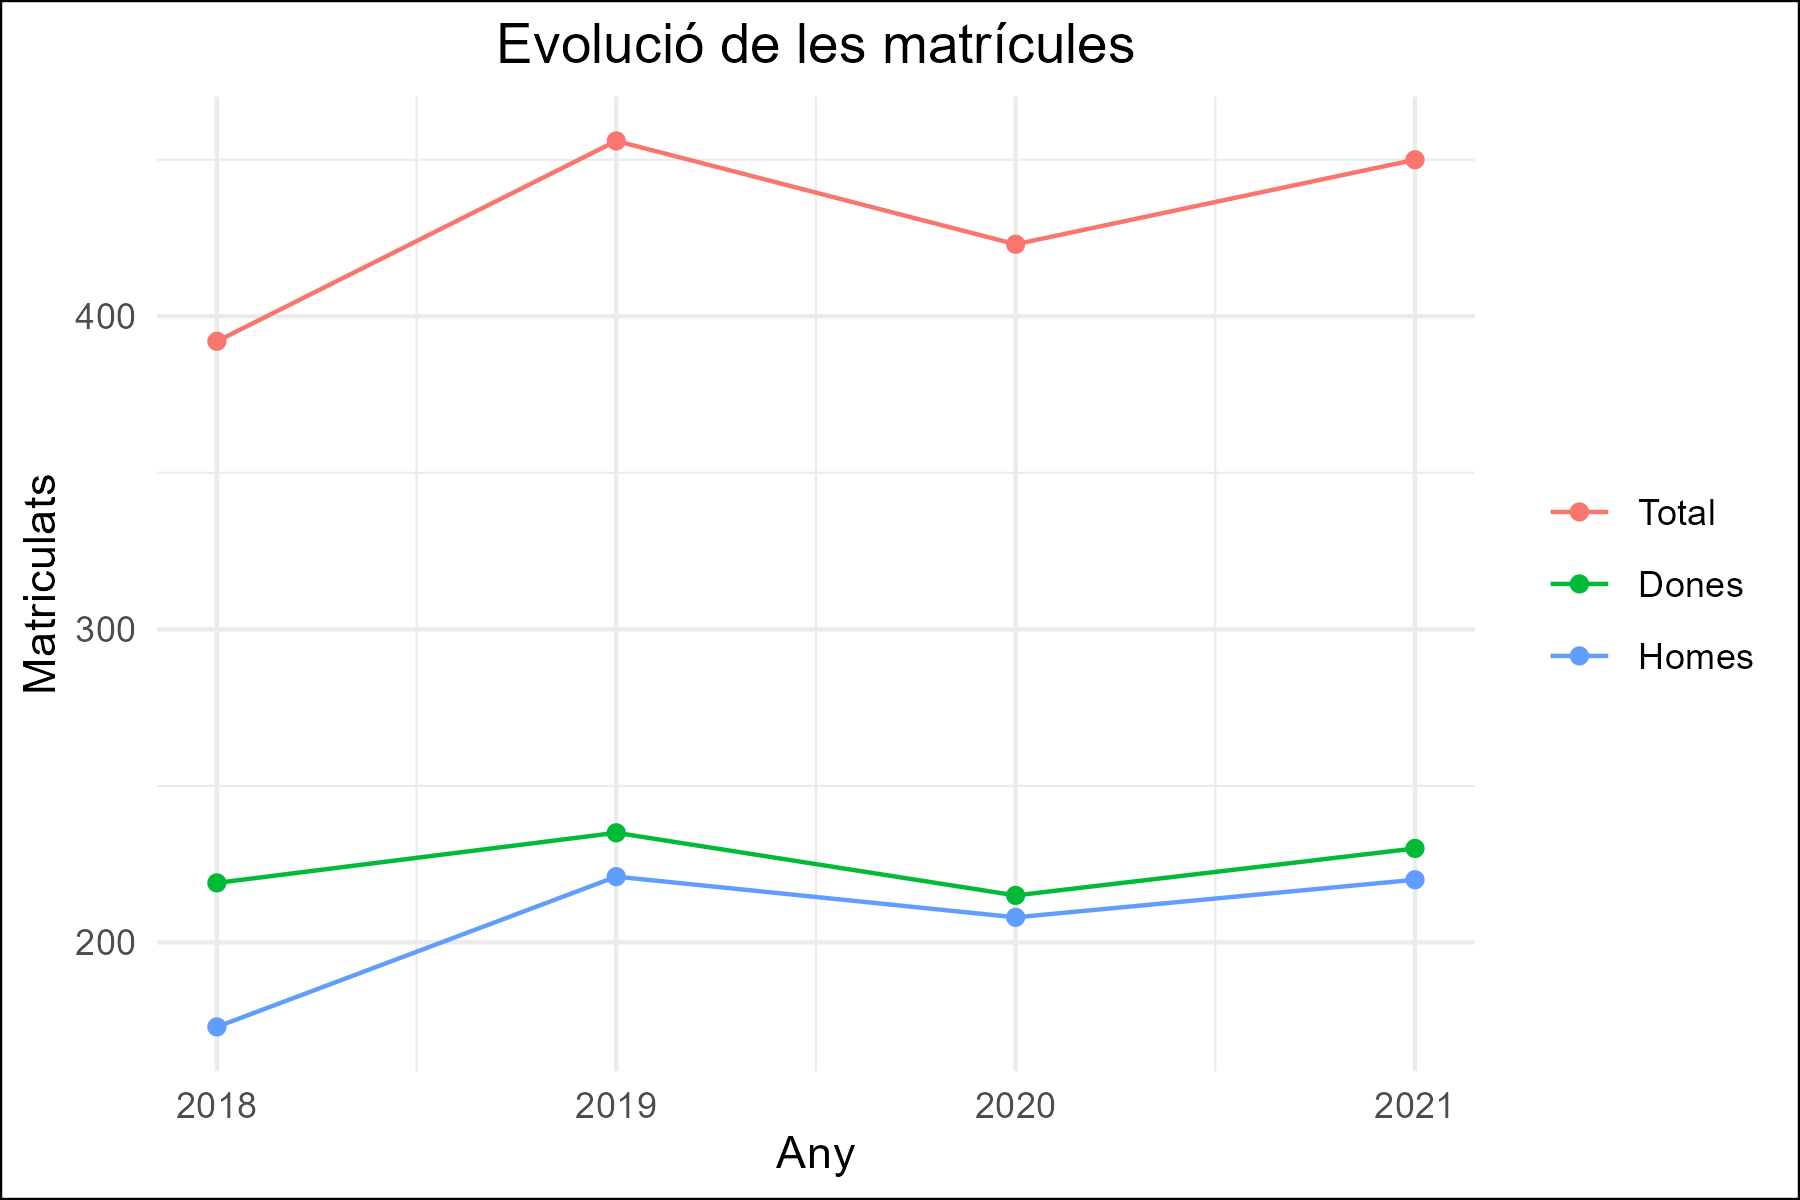 Evolució de les matrícules
Matriculats
400
300
200
2018
2019
2020
2021
Any
Total
Dones
Homes